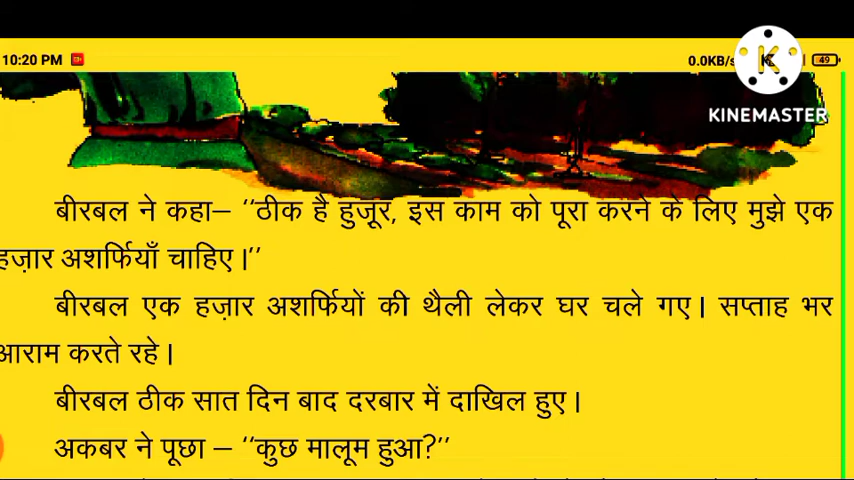 10:20 PM
0.0KB/s
49
KINEMASTER
बीरबल ने कहा— ‘‘ठीक है हुज़ूर, इस काम को पूरा करने के लिए मुझे एक
हज़ार अशर्फियाँ चाहिए।’’
बीरबल एक हज़ार अशर्फियों की थैली लेकर घर चले गए। सप्ताह भर
आराम करते रहे।
बीरबल ठीक सात दिन बाद दरबार में दाखिल हुए।
अकबर ने पूछा — ‘‘कुछ मालूम हुआ?’’